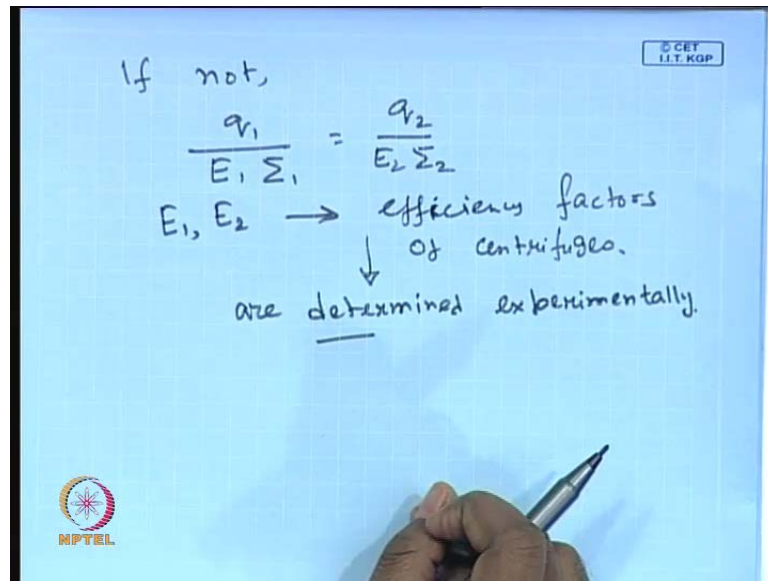 © CET
I.I.T. KGP
If not,
q₁ / E₁ Σ₁ = q₂ / E₂ Σ₂
E₁, E₂ → efficiency factors
↓ of centrifuges.
are determined experimentally.
NPTEL